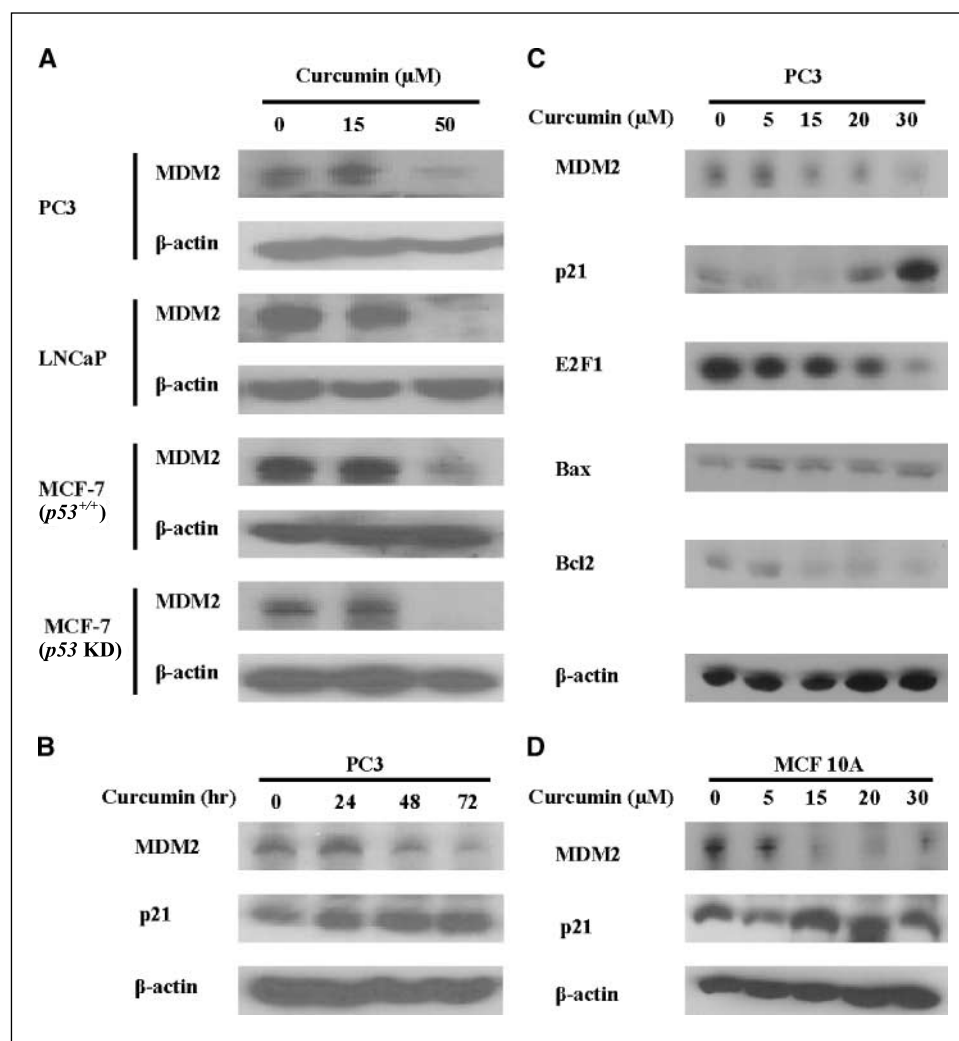 A
Curcumin (µM)
0 15 50
PC3
MDM2
β-actin
LNCaP
MDM2
β-actin
MCF-7
(p53+/+)
MDM2
β-actin
MCF-7
(p53 KD)
MDM2
β-actin
B
PC3
Curcumin (hr) 0 24 48 72
MDM2
p21
β-actin
C
PC3
Curcumin (µM) 0 5 15 20 30
MDM2
p21
E2F1
Bax
Bcl2
β-actin
D
MCF 10A
Curcumin (µM) 0 5 15 20 30
MDM2
p21
β-actin